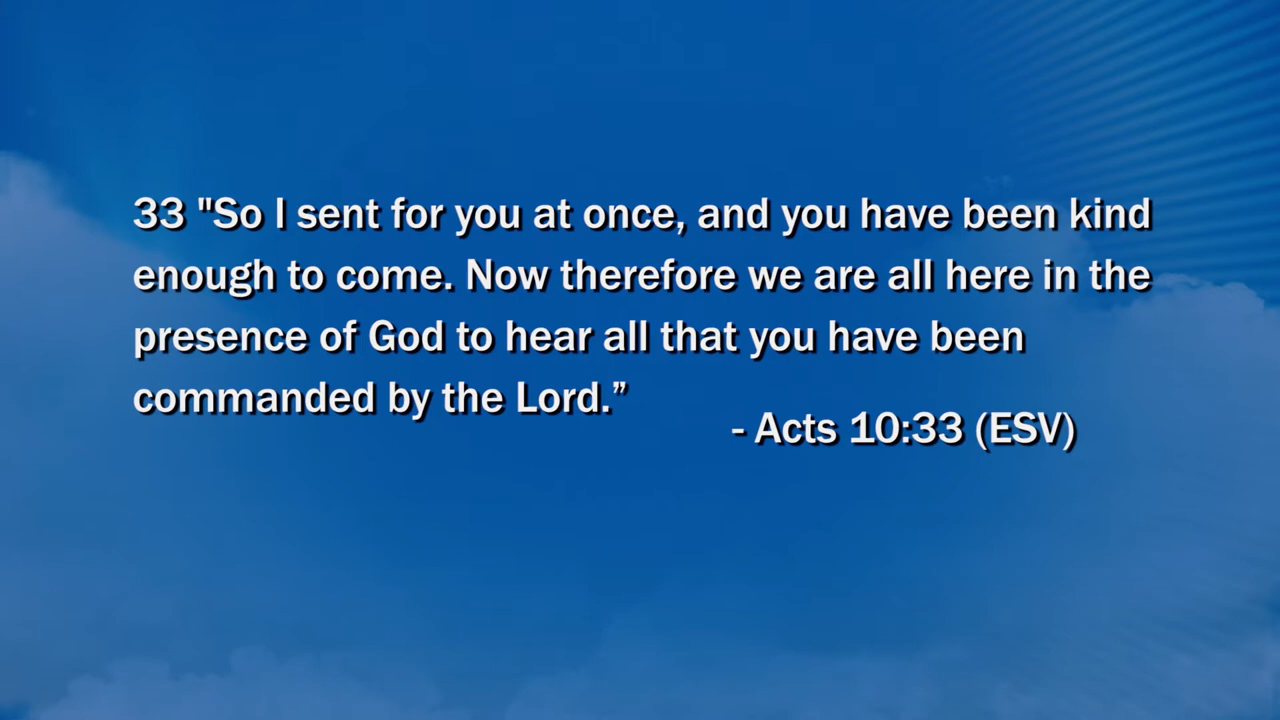 33 "So I sent for you at once, and you have been kind
enough to come. Now therefore we are all here in the
presence of God to hear all that you have been
commanded by the Lord.”
- Acts 10:33 (ESV)